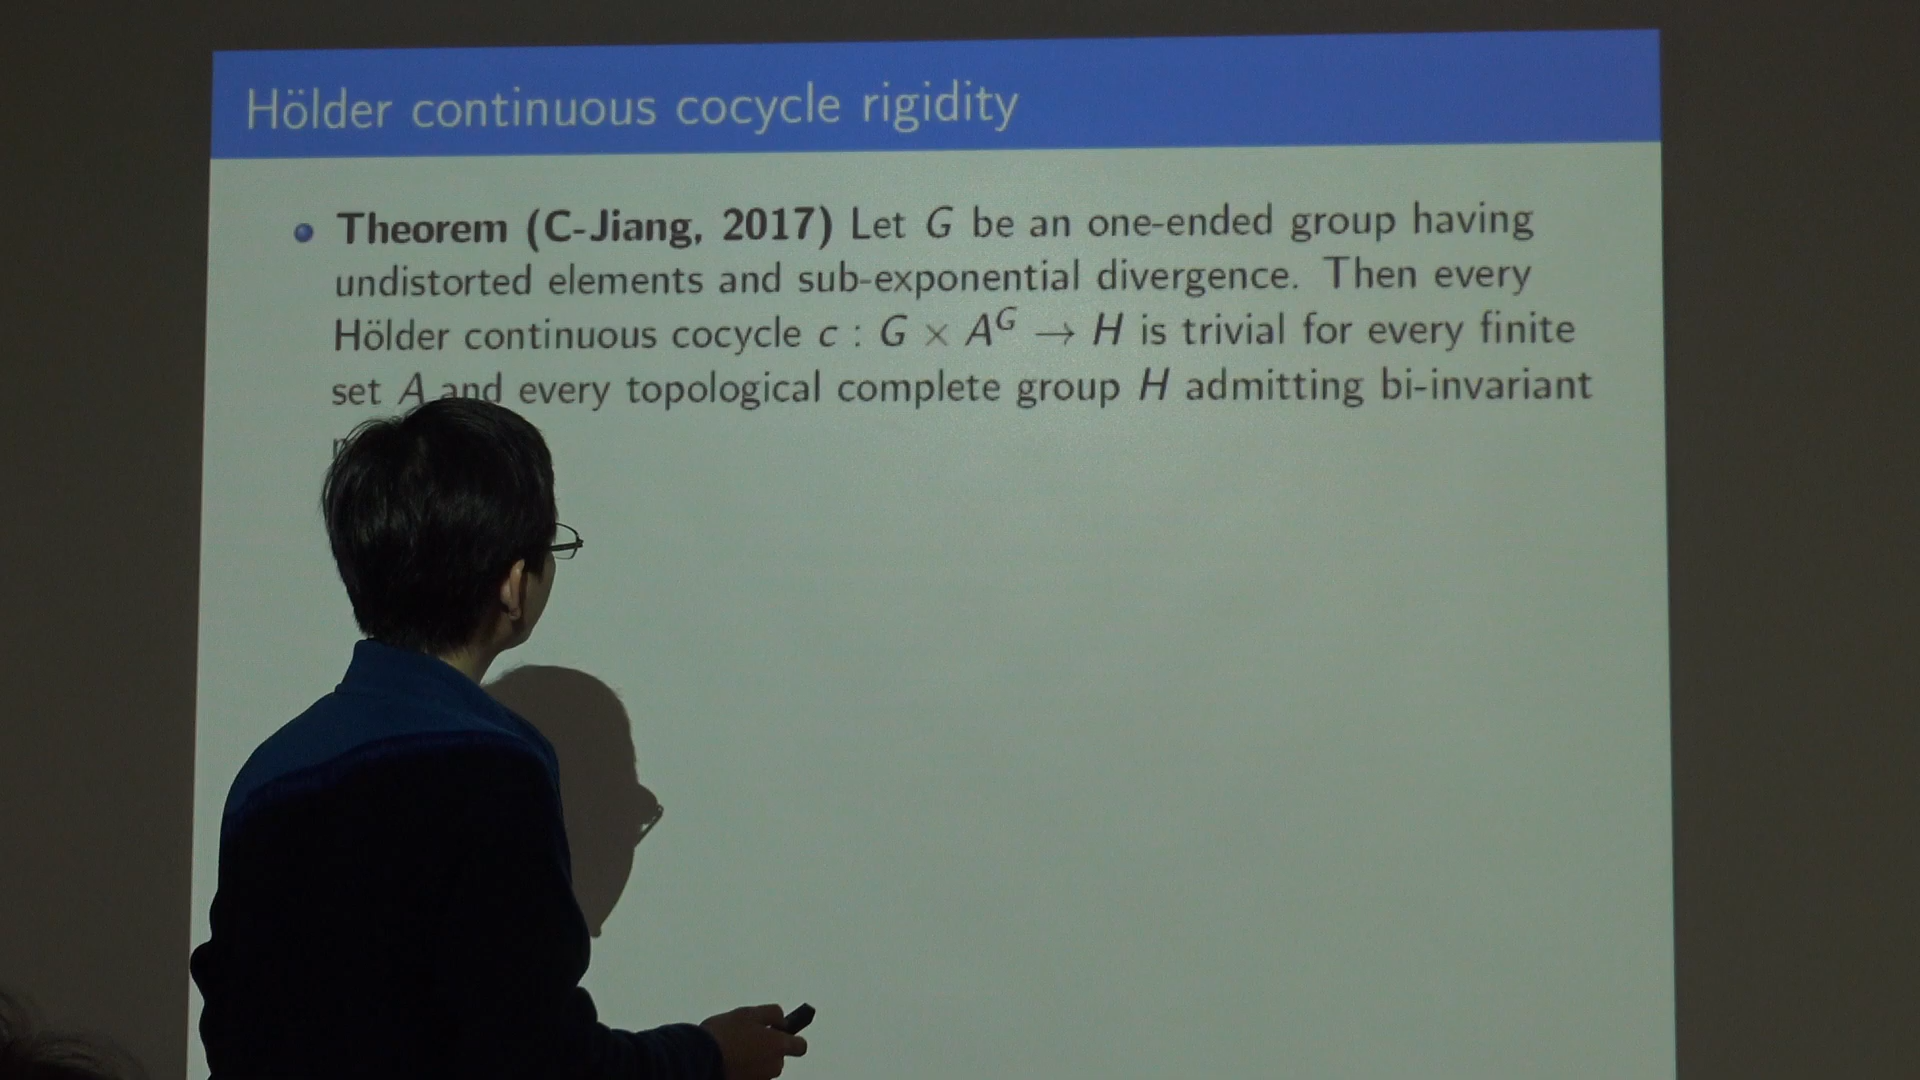 Hölder continuous cocycle rigidity
Theorem (C-Jiang, 2017) Let G be an one-ended group having
undistorted elements and sub-exponential divergence. Then every
Hölder continuous cocycle c : G × A^G → H is trivial for every finite
set A and every topological complete group H admitting bi-invariant